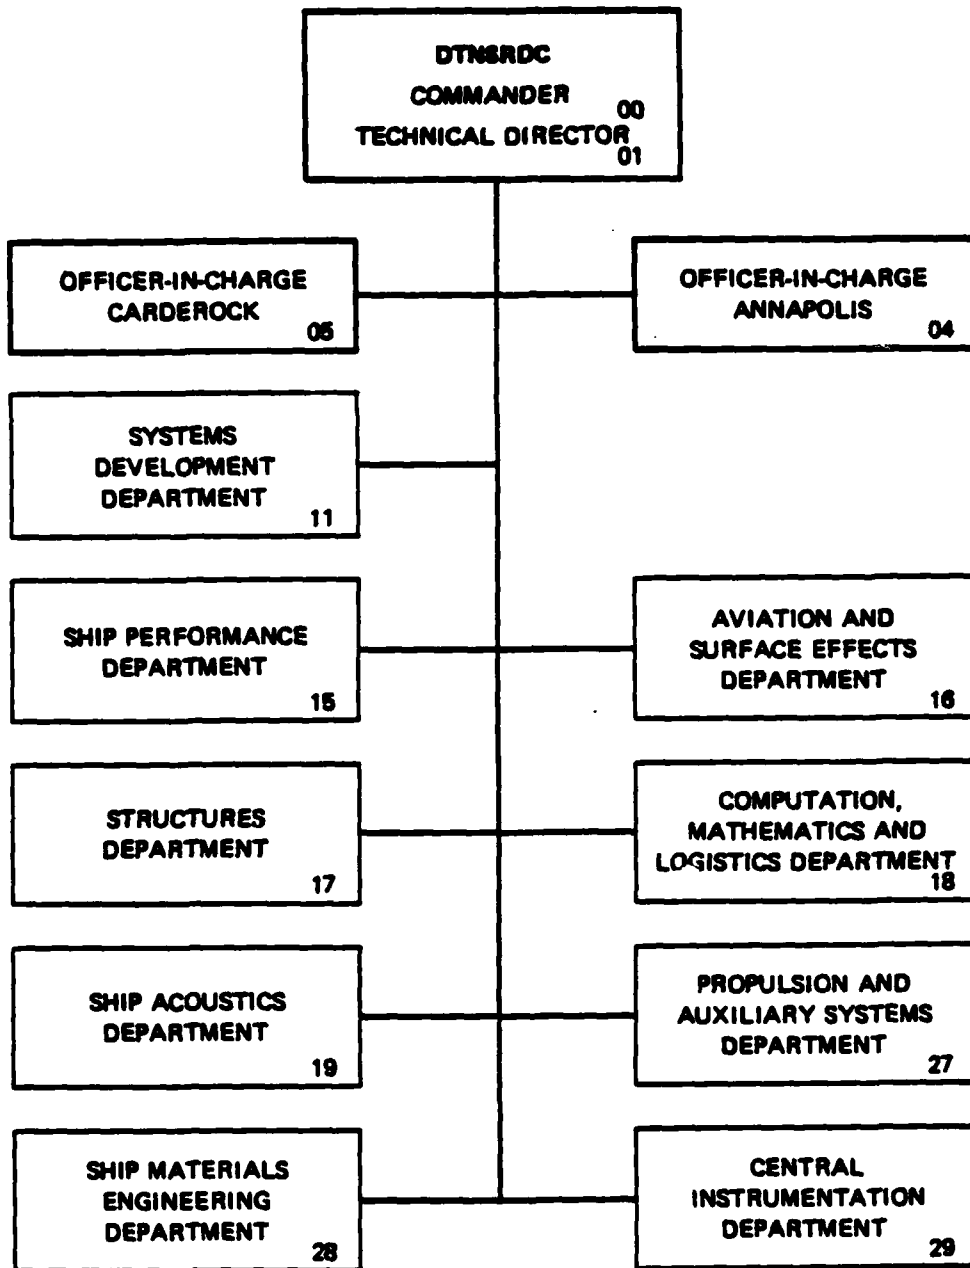 DTNSRDC
COMMANDER
00
TECHNICAL DIRECTOR
01
OFFICER-IN-CHARGE
CARDEROCK
05
OFFICER-IN-CHARGE
ANNAPOLIS
04
SYSTEMS
DEVELOPMENT
DEPARTMENT
11
SHIP PERFORMANCE
DEPARTMENT
15
AVIATION AND
SURFACE EFFECTS
DEPARTMENT
16
STRUCTURES
DEPARTMENT
17
COMPUTATION,
MATHEMATICS AND
LOGISTICS DEPARTMENT
18
SHIP ACOUSTICS
DEPARTMENT
19
PROPULSION AND
AUXILIARY SYSTEMS
DEPARTMENT
27
SHIP MATERIALS
ENGINEERING
DEPARTMENT
28
CENTRAL
INSTRUMENTATION
DEPARTMENT
29